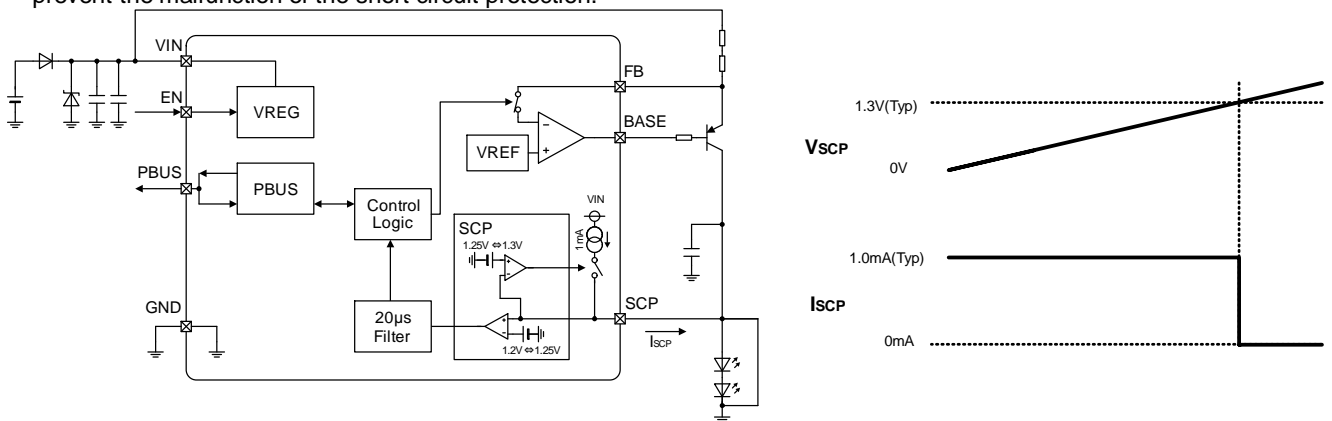 prevent the malfunction of the short circuit protection.
VIN
EN
VREG
PBUS
PBUS
GND
Control
Logic
20µs
Filter
FB
BASE
VREF
−
+
SCP
1.25V ⇔1.3V
+
−
+
−
1.2V ⇔1.25V
VIN
1mA
SCP
ISCP
VSCP
1.3V(Typ)
0V
ISCP
1.0mA(Typ)
0mA